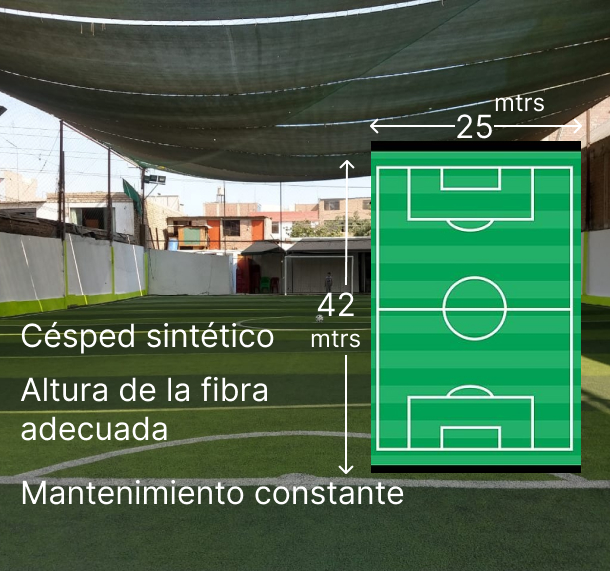 mtrs
25
42
mtrs
Césped sintético
Altura de la fibra
adecuada
Mantenimiento constante